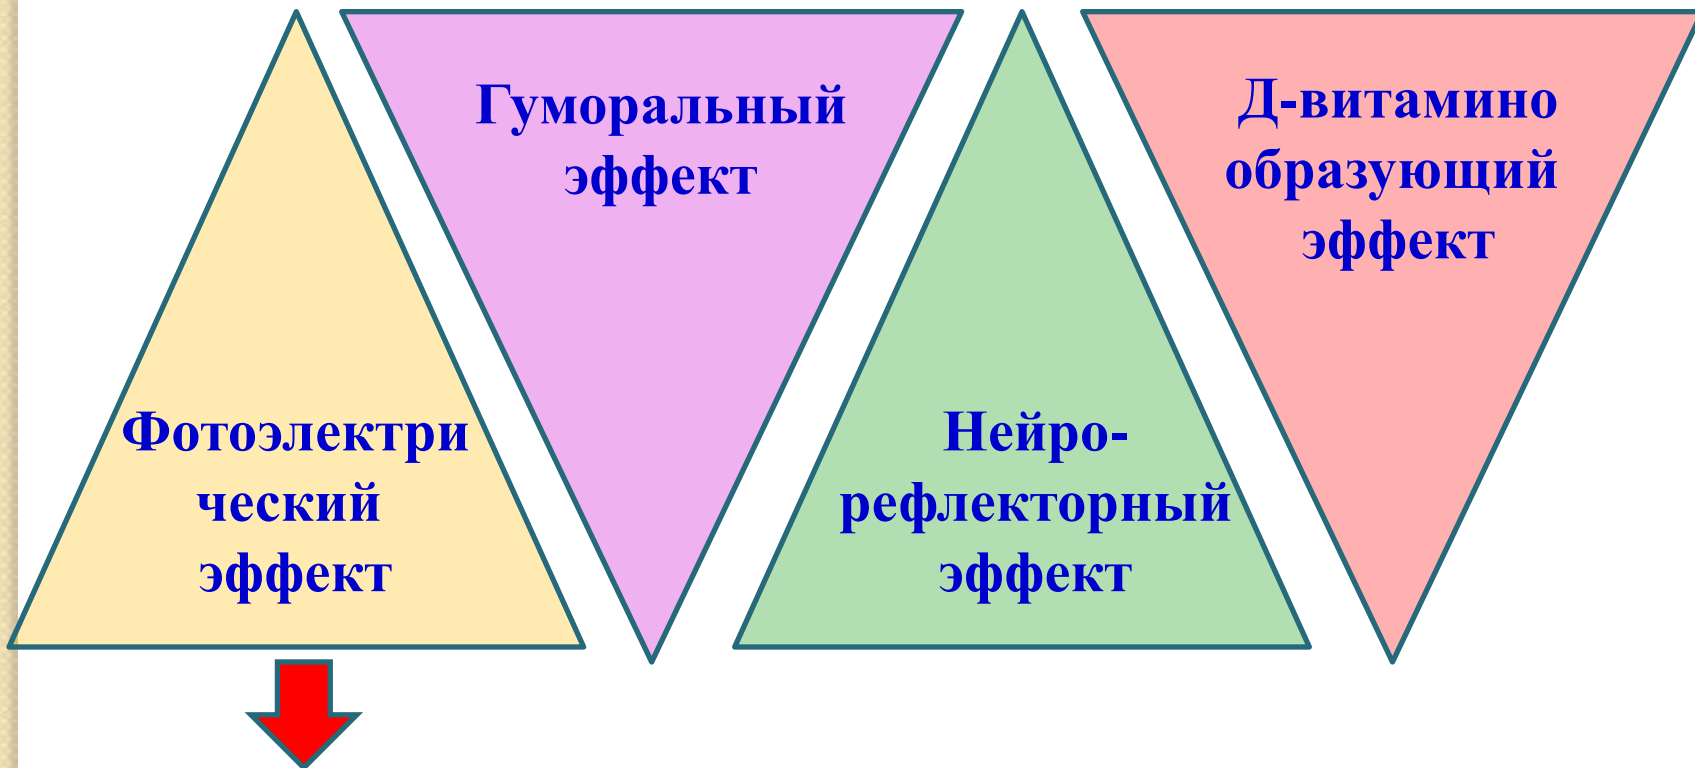 Фотоэлектри
ческий
эффект
Гуморальный
эффект
Нейро-
рефлекторный
эффект
Д-витамино
образующий
эффект